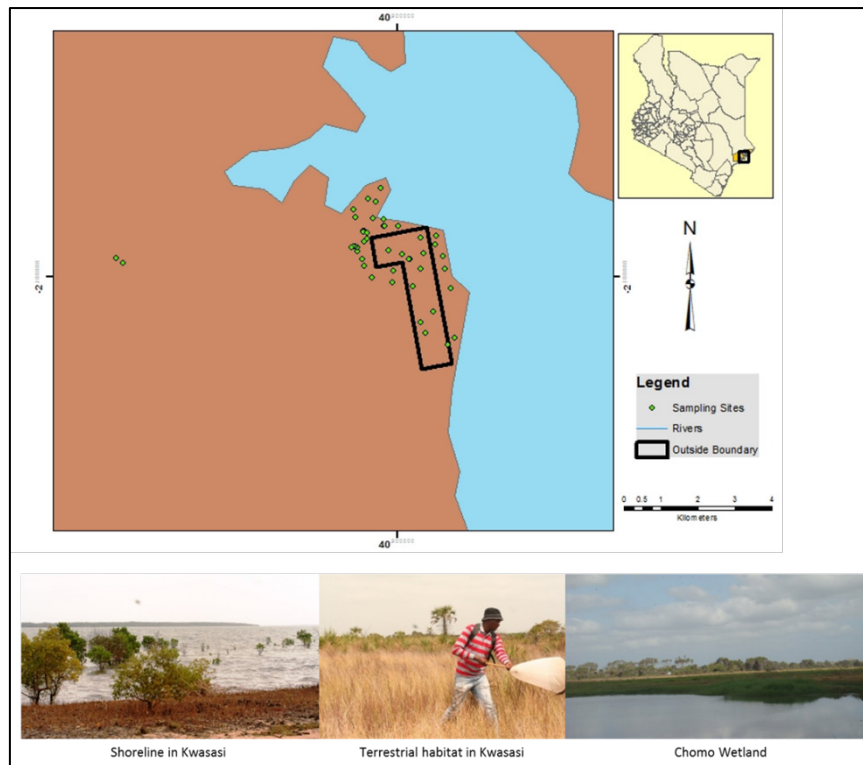 40
-2
-2
N
Legend
Sampling Sites
Rivers
Outside Boundary
0 0.5 1 2 3 4
Kilometers
40
Shoreline in Kwasasi
Terrestrial habitat in Kwasasi
Chomo Wetland